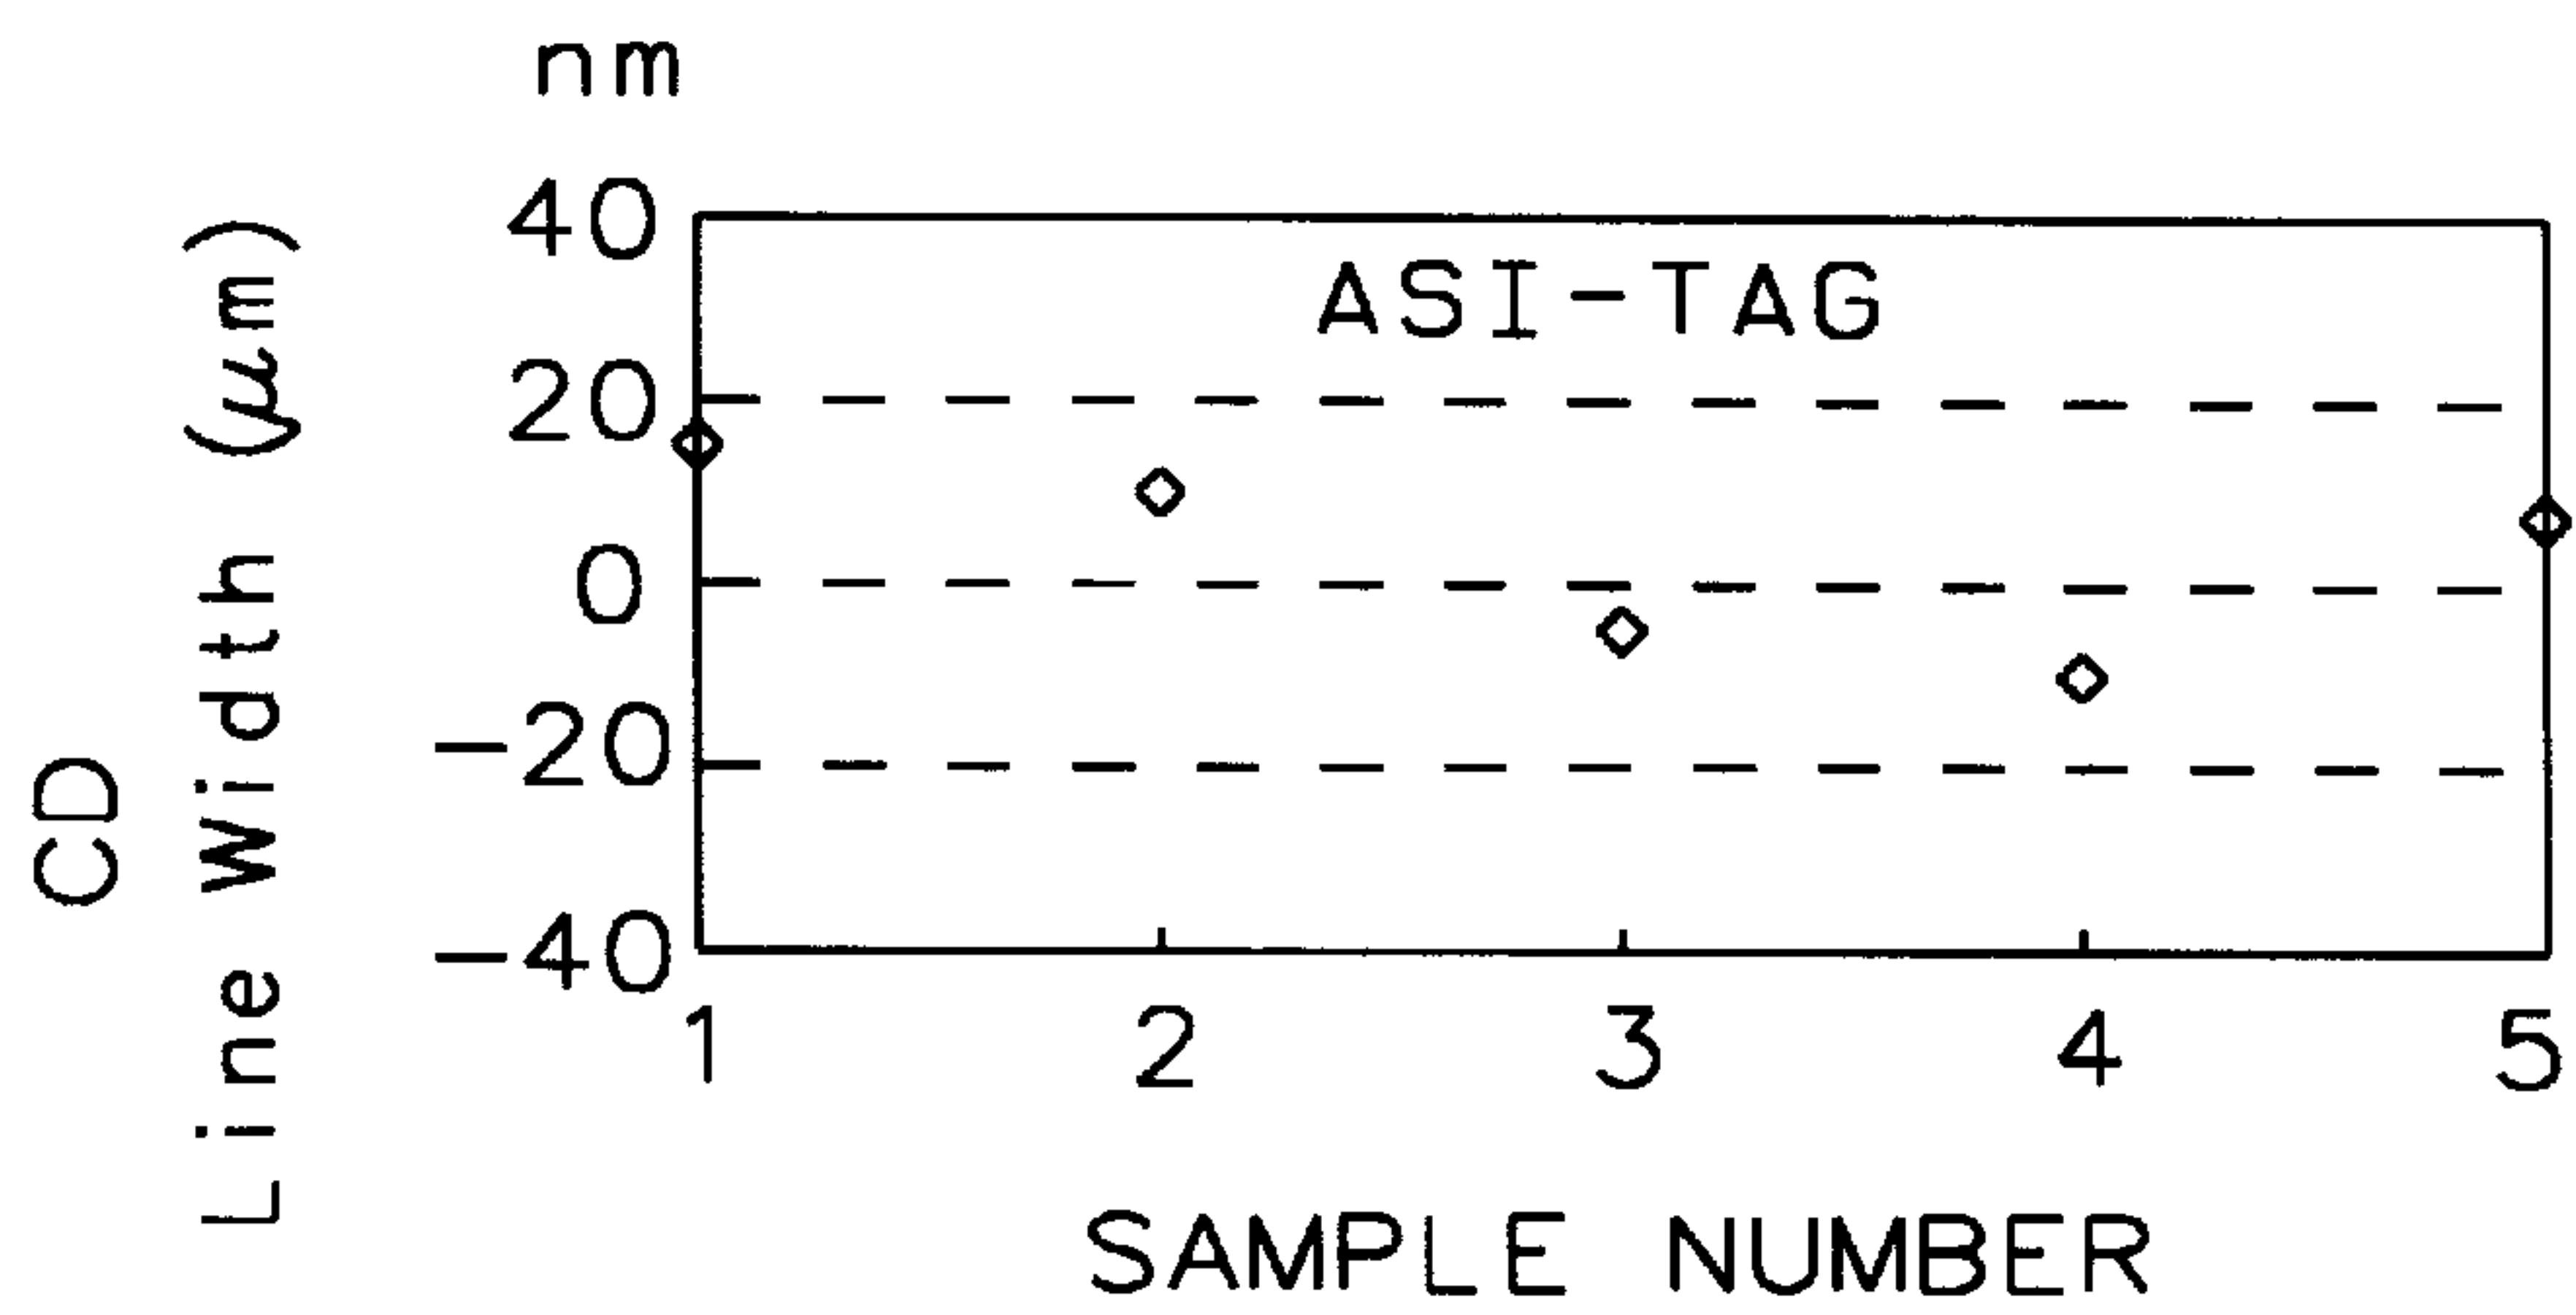 nm
40
20
0
-20
-40
CD
Line Width (μm)
ASI-TAG
1 2 3 4 5
SAMPLE NUMBER